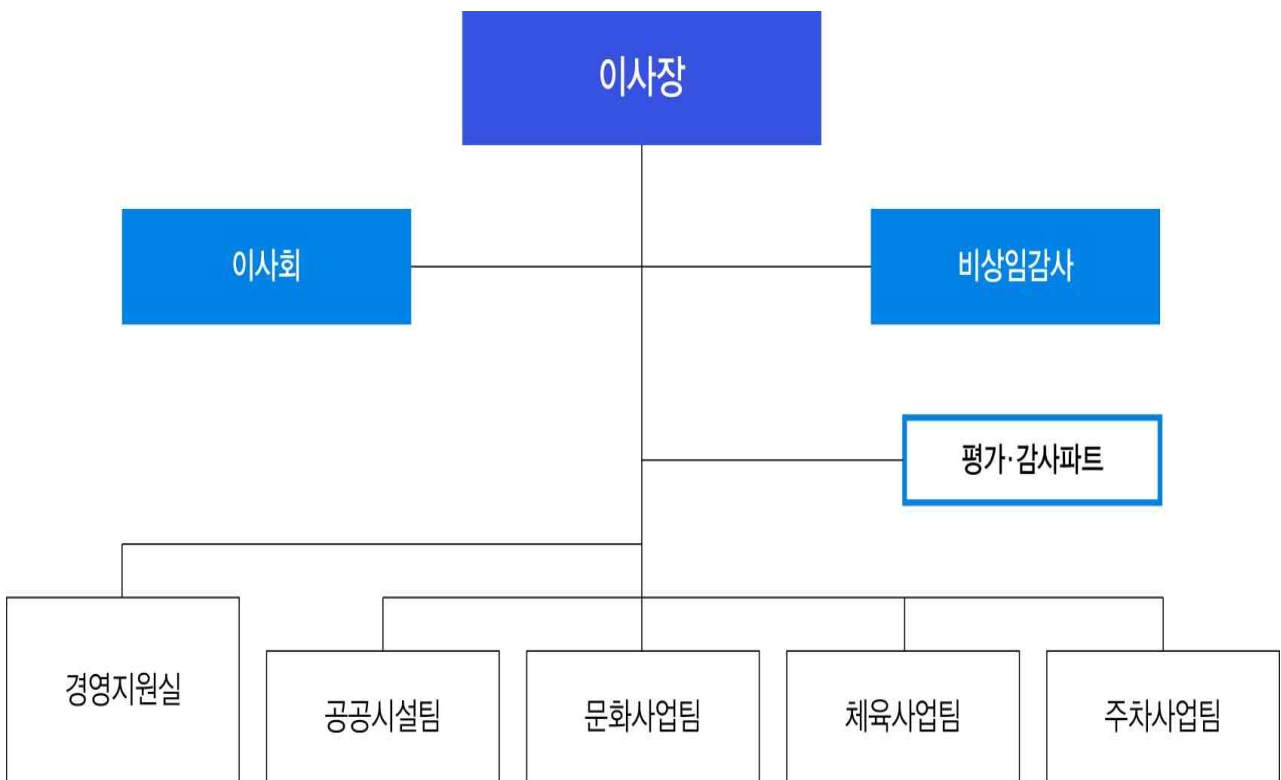 이사장
이사회
비상임감사
평가·감사파트
경영지원실
공공시설팀
문화사업팀
체육사업팀
주차사업팀